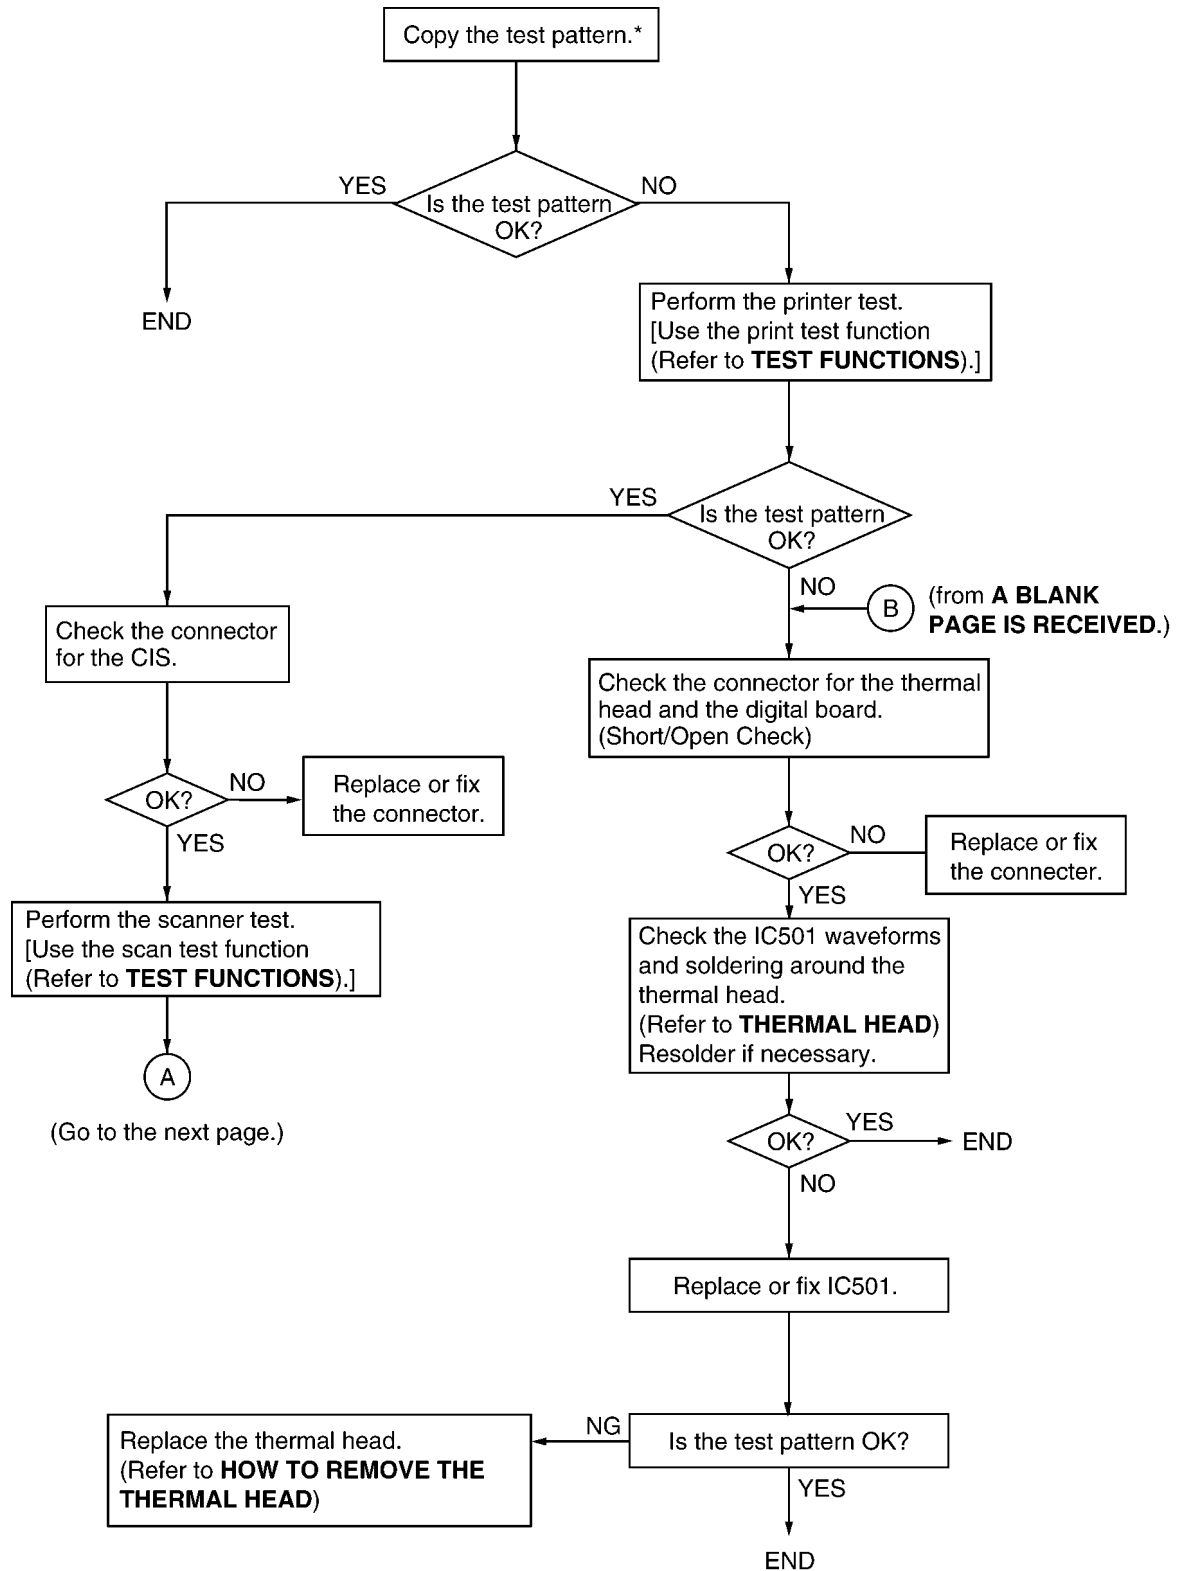 Copy the test pattern.*
YES
NO
Is the test pattern
OK?
END
Perform the printer test.
[Use the print test function
(Refer to TEST FUNCTIONS).]
YES
Is the test pattern
OK?
NO
B
(from A BLANK
PAGE IS RECEIVED.)
Check the connector
for the CIS.
Check the connector for the thermal
head and the digital board.
(Short/Open Check)
OK?
NO
Replace or fix
the connector.
YES
OK?
NO
Replace or fix
the connecter.
YES
Perform the scanner test.
[Use the scan test function
(Refer to TEST FUNCTIONS).]
Check the IC501 waveforms
and soldering around the
thermal head.
(Refer to THERMAL HEAD)
Resolder if necessary.
A
(Go to the next page.)
OK?
YES
END
NO
Replace or fix IC501.
Is the test pattern OK?
NG
Replace the thermal head.
(Refer to HOW TO REMOVE THE
THERMAL HEAD)
YES
END